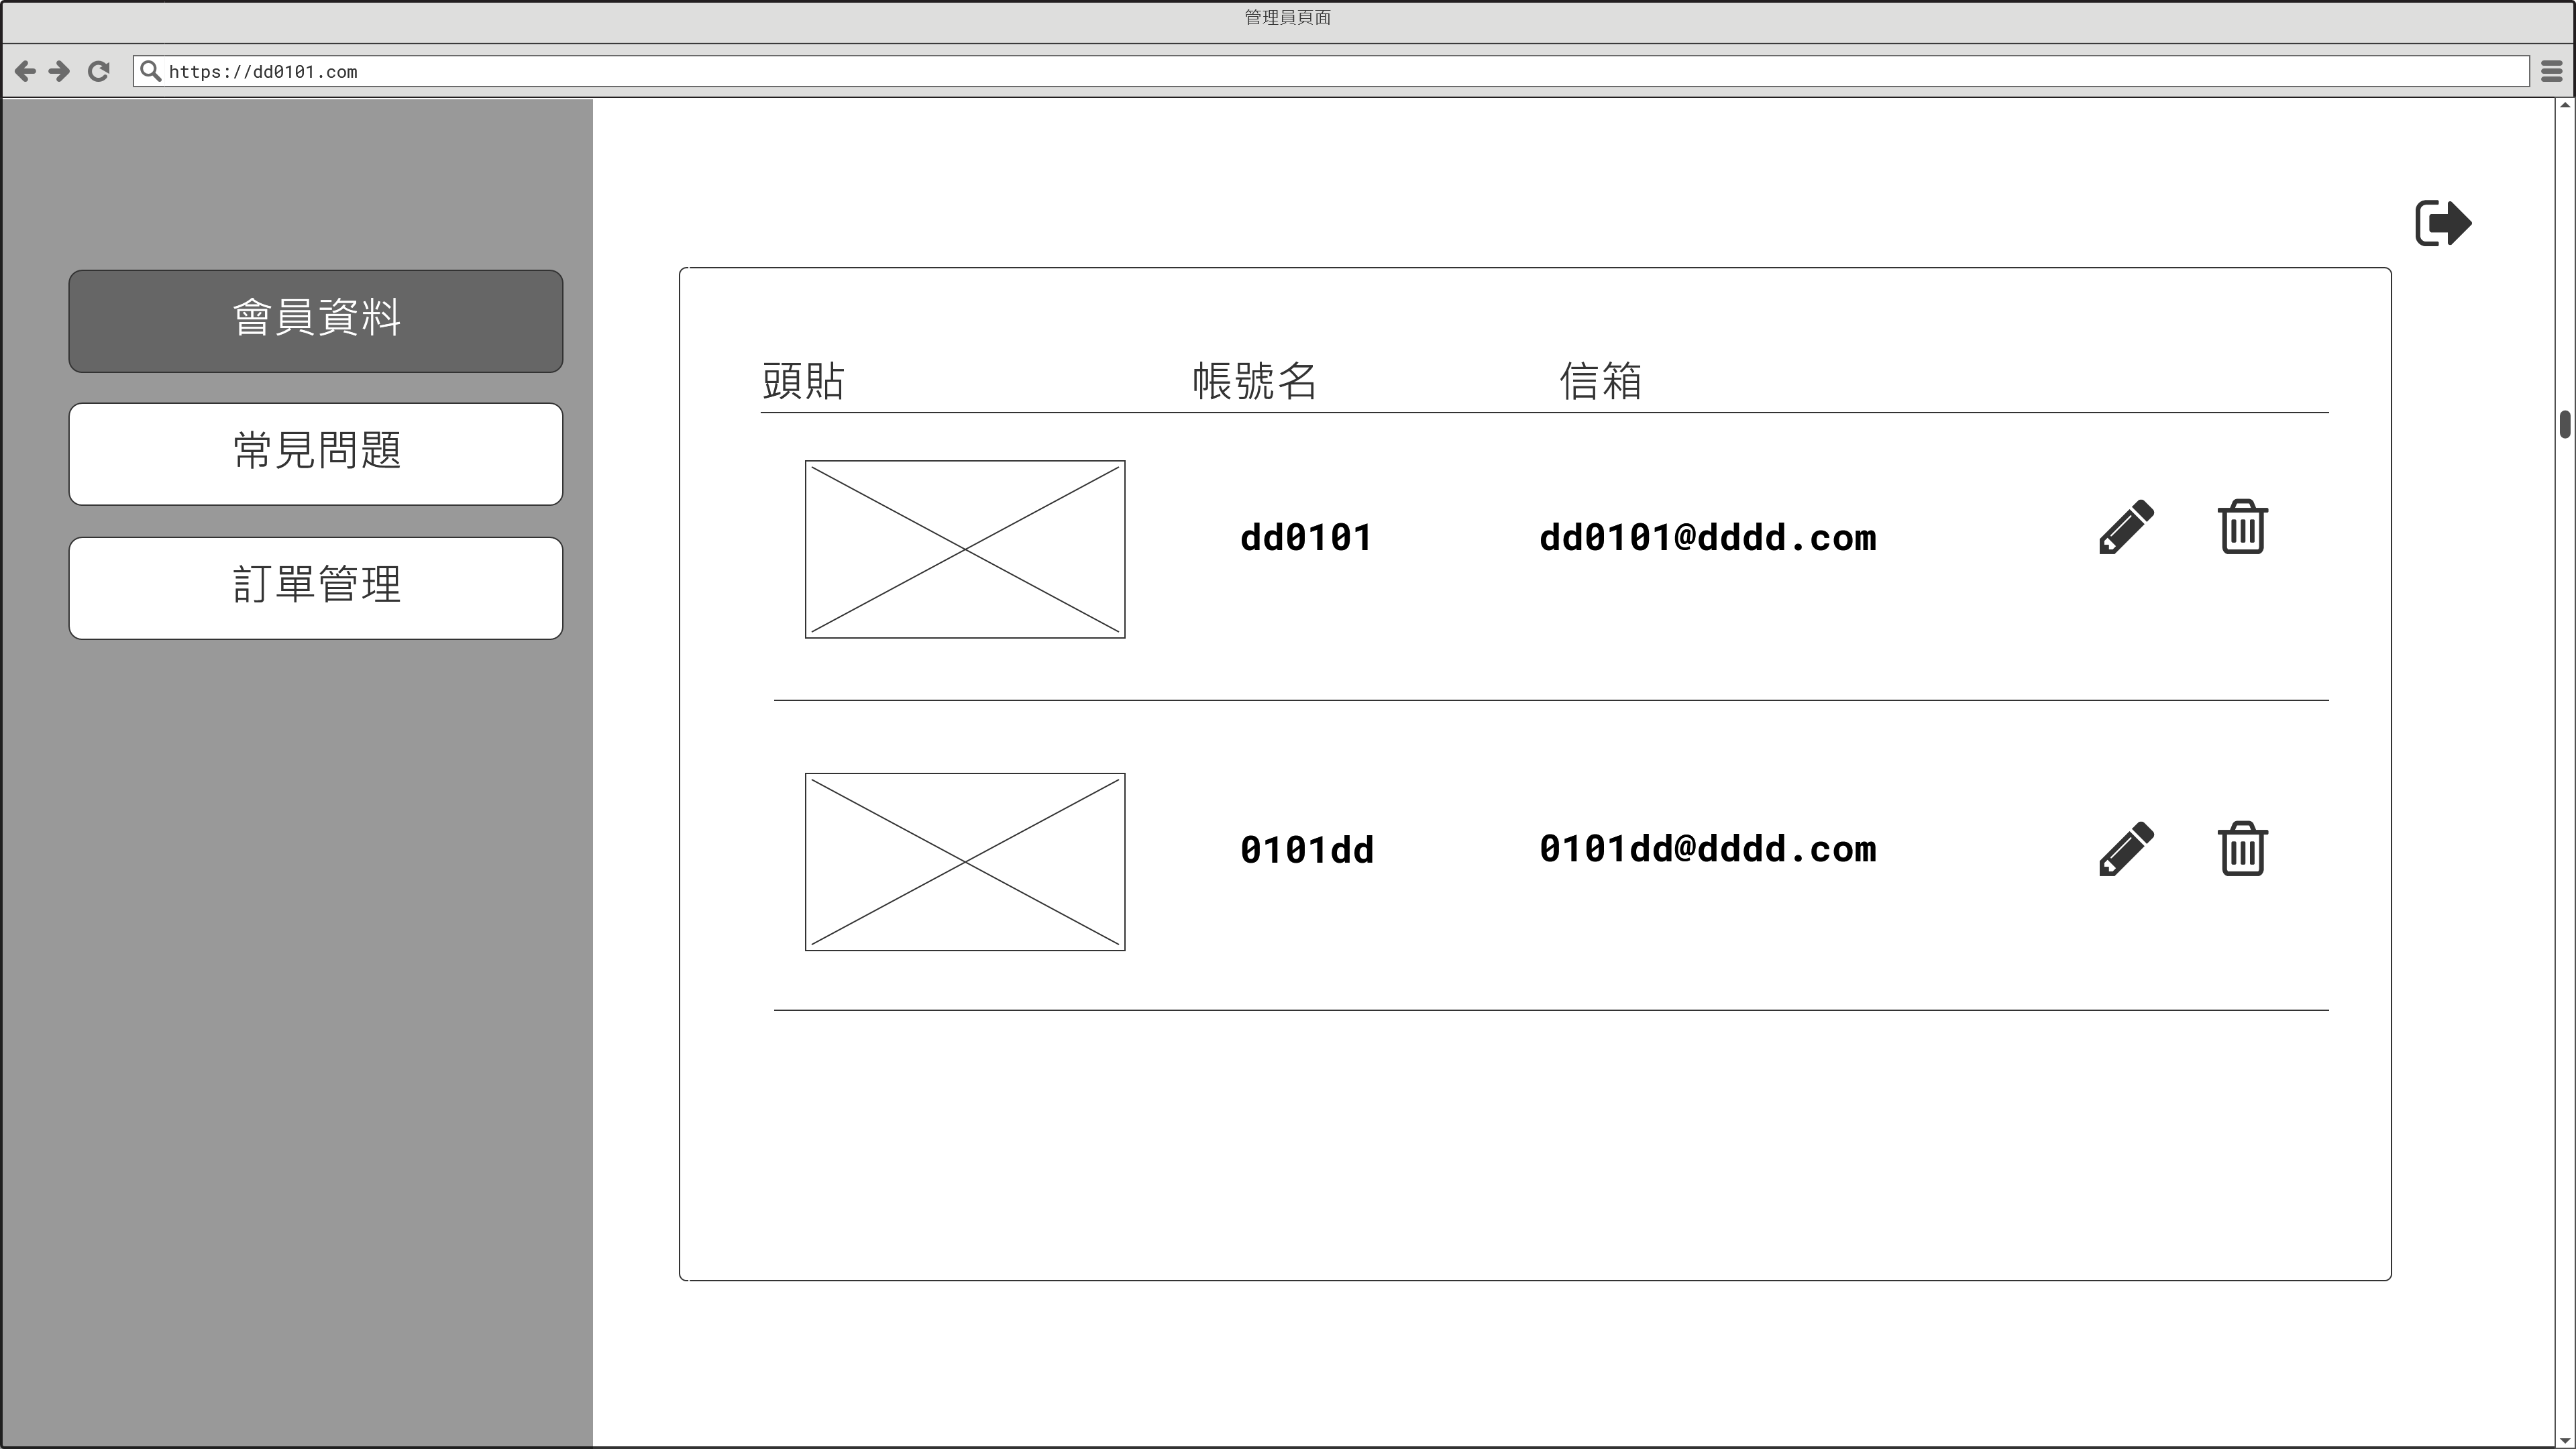 管理員頁面
https://dd0101.com
會員資料
常見問題
訂單管理
頭貼 帳號名 信箱
dd0101 dd0101@dddd.com
0101dd 0101dd@dddd.com